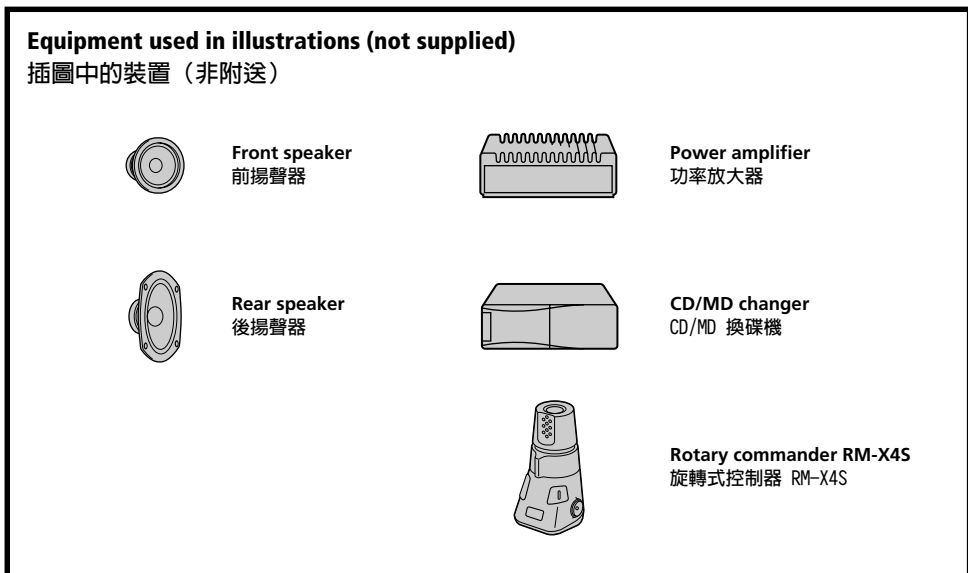 Equipment used in illustrations (not supplied)
插圖中的裝置（非附送）
Front speaker
前揚聲器
Power amplifier
功率放大器
Rear speaker
後揚聲器
CD/MD changer
CD/MD 換碟機
Rotary commander RM-X4S
旋轉式控制器 RM-X4S